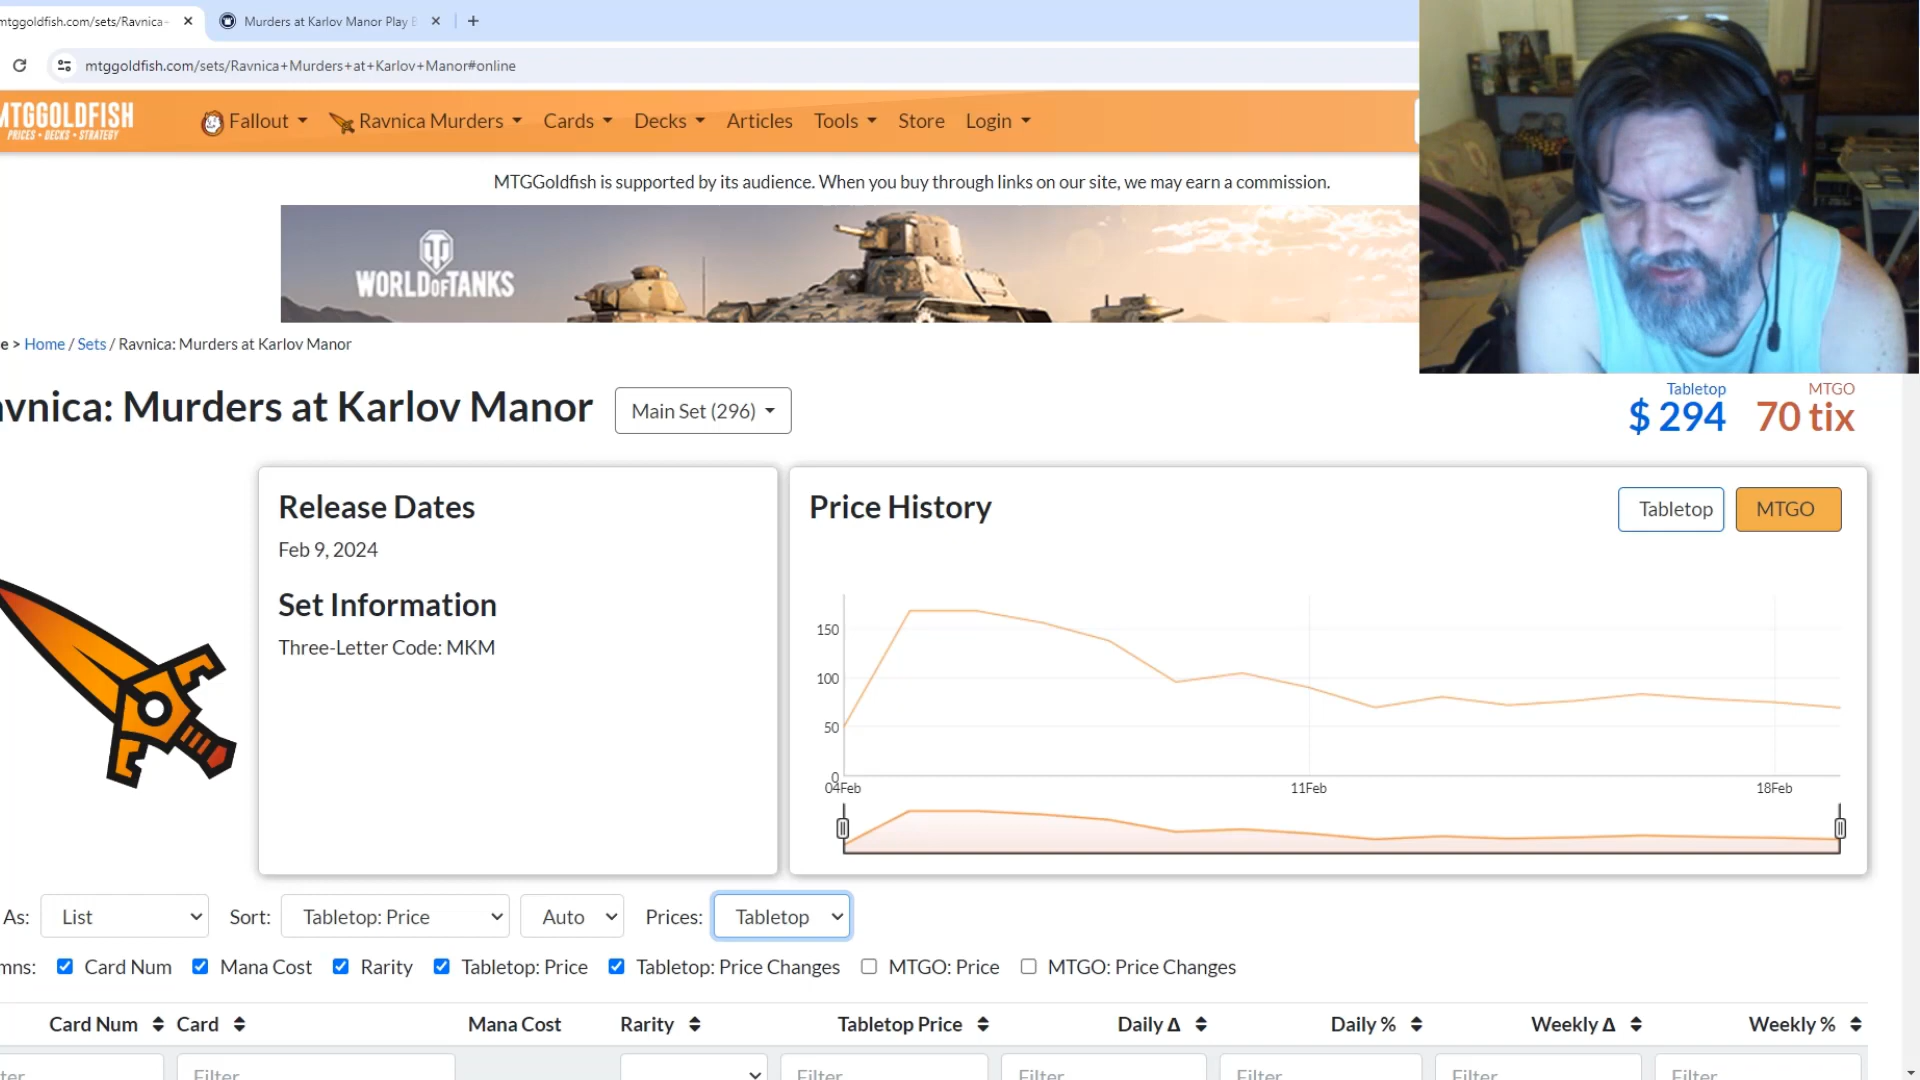 mtggoldfish.com/sets/Ravnica-
Murders at Karlov Manor Play
mtggoldfish.com/sets/Ravnica+Murders+at+Karlov+Manor#online
MTGGOLDFISH
PRICES • DECKS • STRATEGY
Fallout
Ravnica Murders
Cards
Decks
Articles
Tools
Store
Login
MTGGoldfish is supported by its audience. When you buy through links on our site, we may earn a commission.
WORLD OF TANKS
e > Home / Sets / Ravnica: Murders at Karlov Manor
avnica: Murders at Karlov Manor
Main Set (296)
Tabletop
$ 294
MTGO
70 tix
Release Dates
Feb 9, 2024
Set Information
Three-Letter Code: MKM
Price History
Tabletop
MTGO
150
100
50
0
04Feb
11Feb
18Feb
As: List
Sort: Tabletop: Price
Auto
Prices: Tabletop
mns: Card Num Mana Cost Rarity Tabletop: Price Tabletop: Price Changes MTGO: Price MTGO: Price Changes
Card Num Card Mana Cost Rarity Tabletop Price Daily Δ Daily % Weekly Δ Weekly %
ter Filter Filter Filter Filter Filter Filter